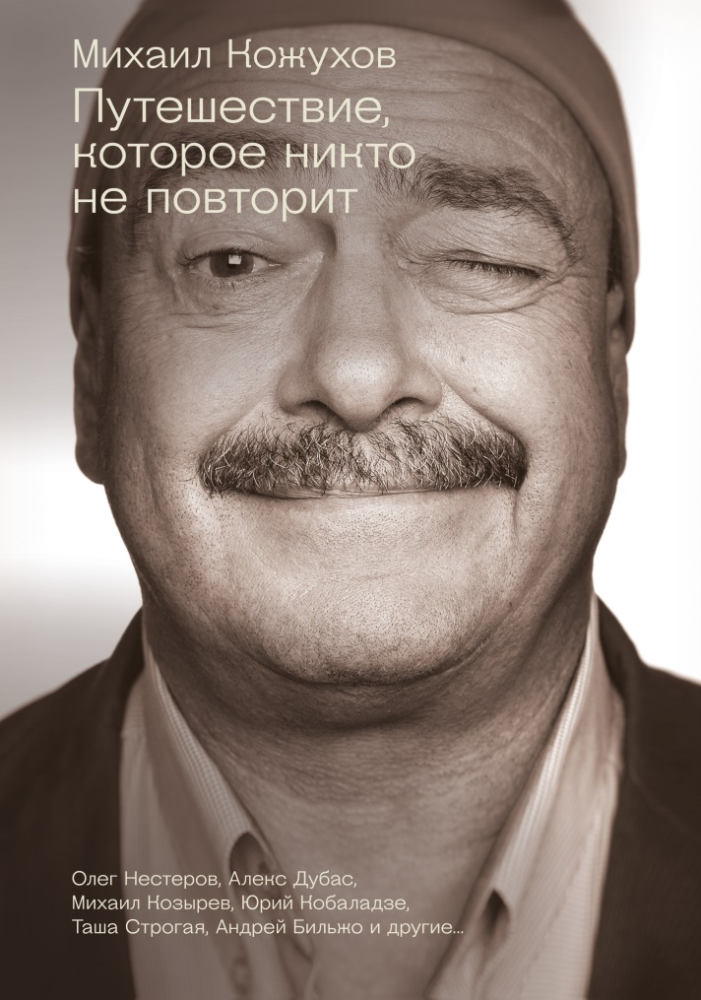 Михаил Кожухов
Путешествие,
которое никто
не повторит
Олег Нестеров, Алекс Дубас,
Михаил Козырев, Юрий Кобаладзе,
Таша Строгая, Андрей Бильжо и другие...